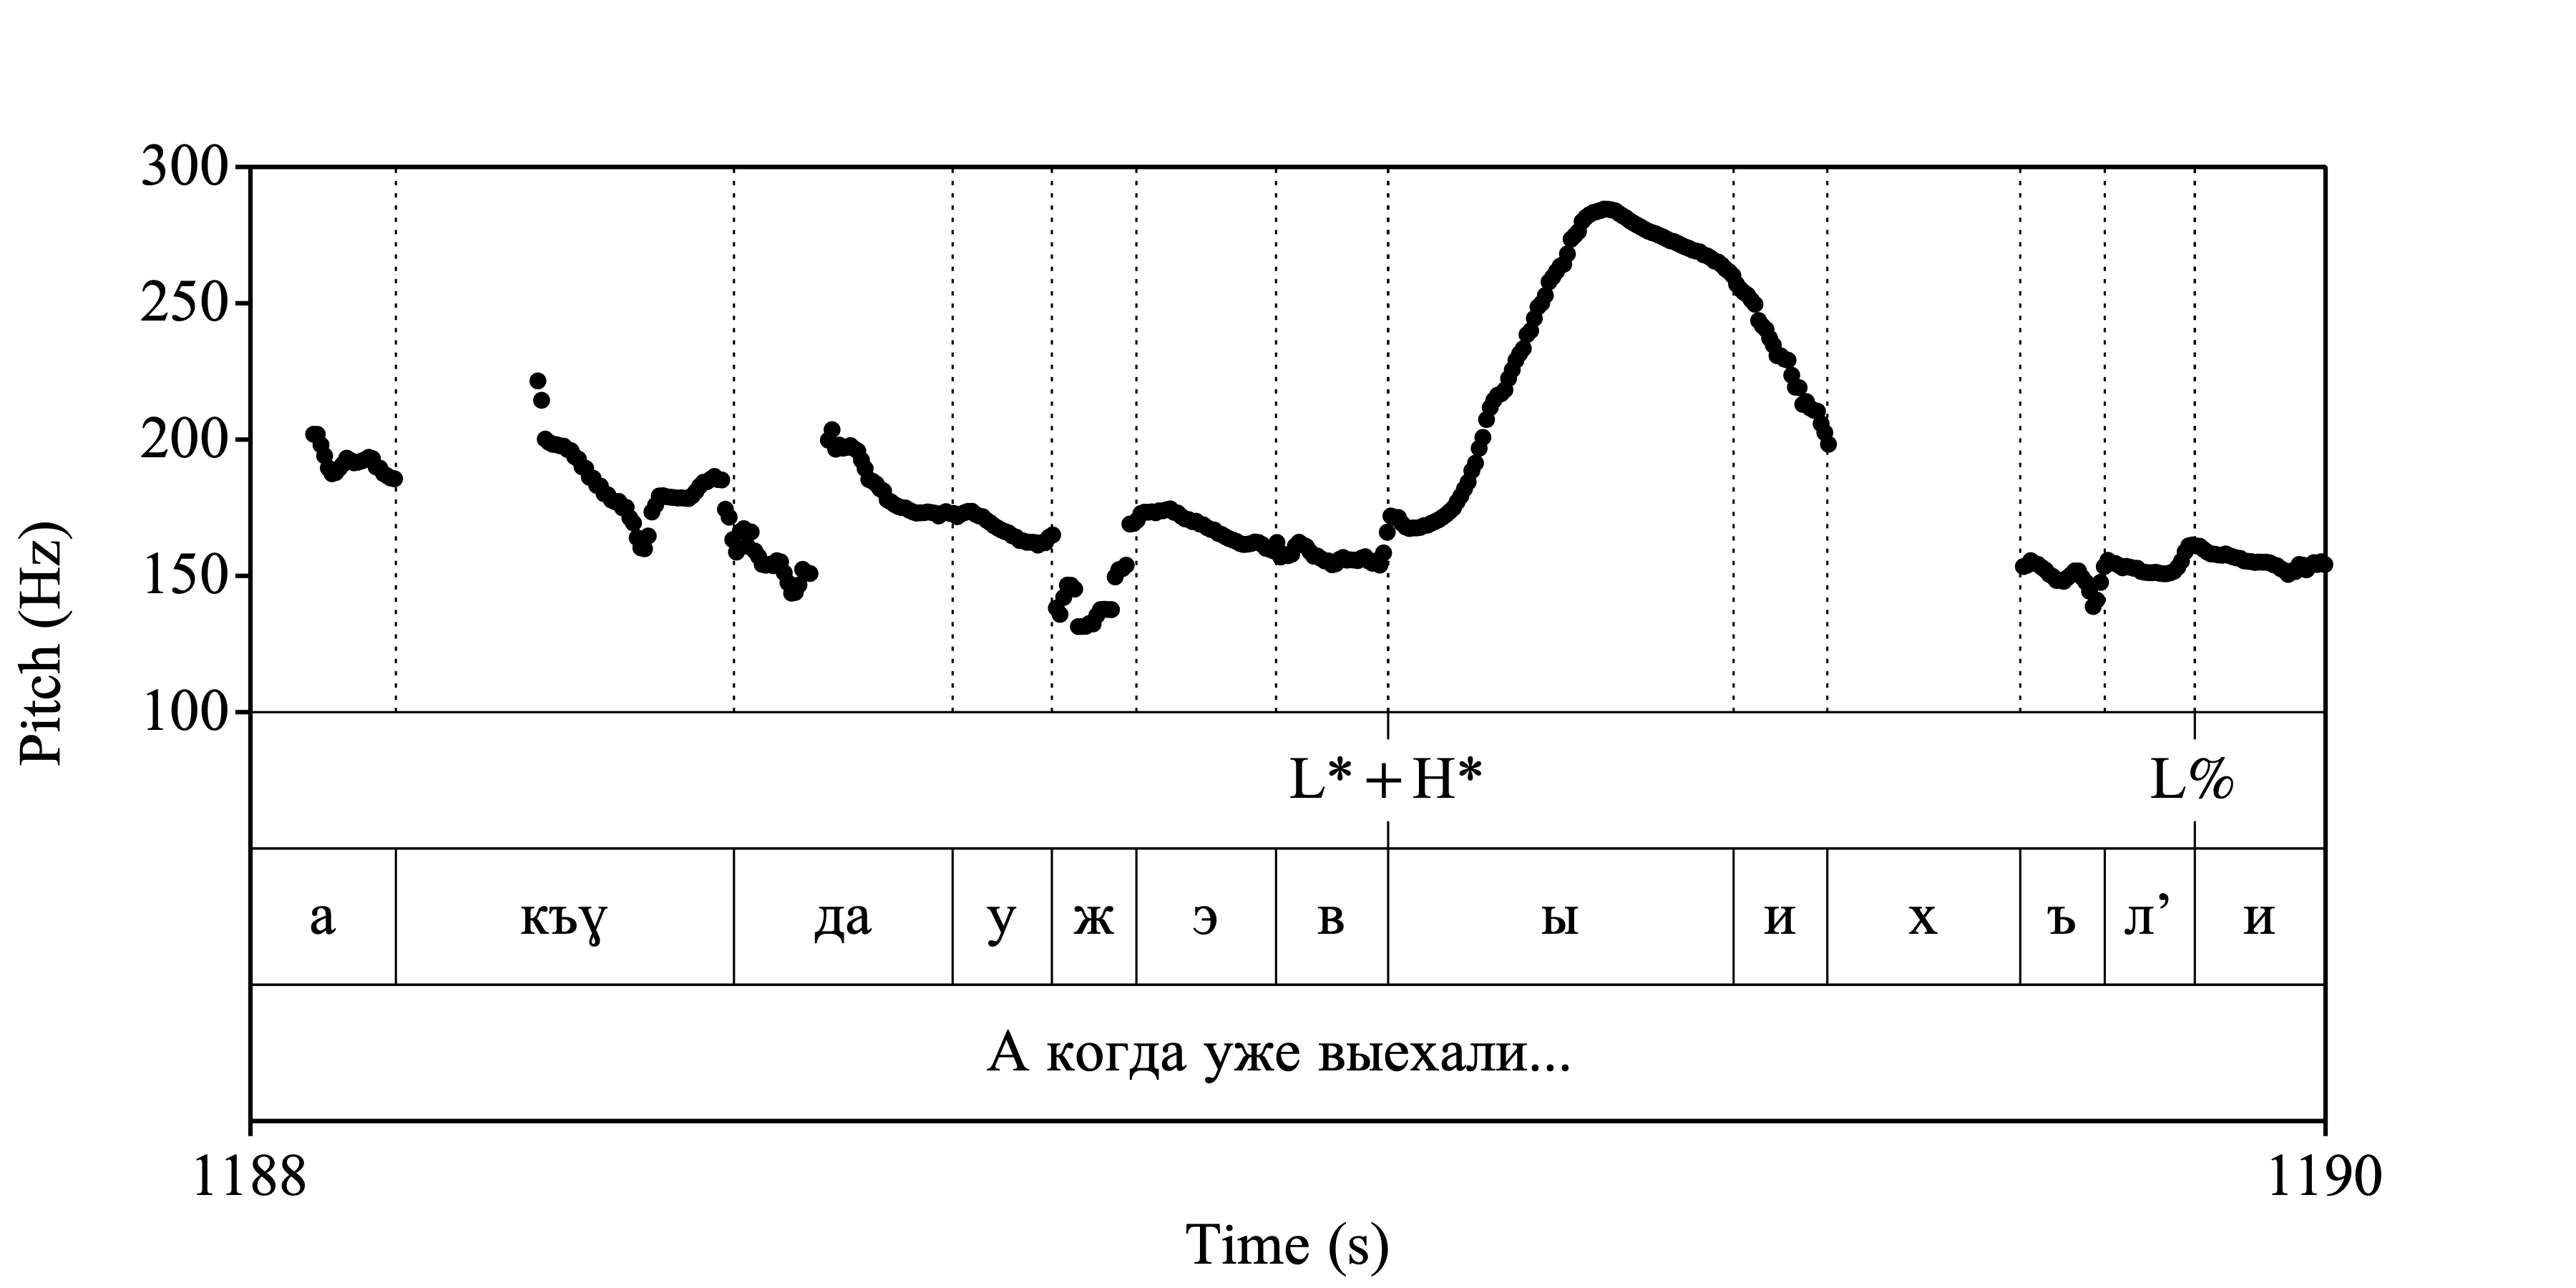 300
250
200
150
100
Pitch (Hz)
L* + H* L%
а къɣ да у ж э в ы и х ъ л’ и
А когда уже выехали...
1188 1190
Time (s)